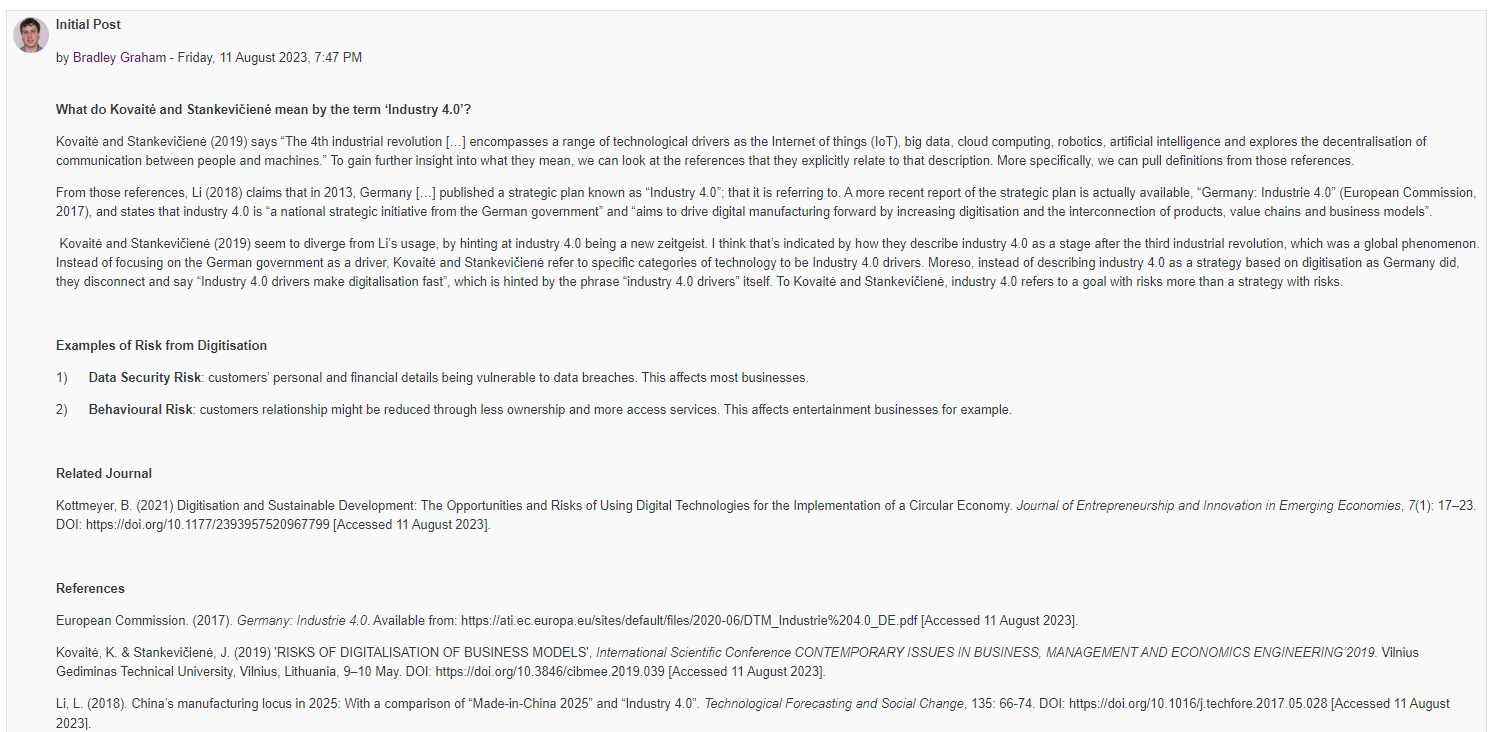 Initial Post
by Bradley Graham - Friday, 11 August 2023, 7:47 PM
What do Kovaitė and Stankevičienė mean by the term ‘Industry 4.0’?
Kovaitė and Stankevičienė (2019) says “The 4th industrial revolution […] encompasses a range of technological drivers as the Internet of things (IoT), big data, cloud computing, robotics, artificial intelligence and explores the decentralisation of
communication between people and machines.” To gain further insight into what they mean, we can look at the references that they explicitly relate to that description. More specifically, we can pull definitions from those references.
From those references, Li (2018) claims that in 2013, Germany […] published a strategic plan known as “Industry 4.0”; that it is referring to. A more recent report of the strategic plan is actually available, “Germany: Industrie 4.0” (European Commission,
2017), and states that industry 4.0 is “a national strategic initiative from the German government” and “aims to drive digital manufacturing forward by increasing digitisation and the interconnection of products, value chains and business models”.
Kovaitė and Stankevičienė (2019) seem to diverge from Li’s usage, by hinting at industry 4.0 being a new zeitgeist. I think that’s indicated by how they describe industry 4.0 as a stage after the third industrial revolution, which was a global phenomenon.
Instead of focusing on the German government as a driver, Kovaitė and Stankevičienė refer to specific categories of technology to be Industry 4.0 drivers. Moreso, instead of describing industry 4.0 as a strategy based on digitisation as Germany did,
they disconnect and say “Industry 4.0 drivers make digitalisation fast”, which is hinted by the phrase “industry 4.0 drivers” itself. To Kovaitė and Stankevičienė, industry 4.0 refers to a goal with risks more than a strategy with risks.
Examples of Risk from Digitisation
1) Data Security Risk: customers’ personal and financial details being vulnerable to data breaches. This affects most businesses.
2) Behavioural Risk: customers relationship might be reduced through less ownership and more access services. This affects entertainment businesses for example.
Related Journal
Kottmeyer, B. (2021) Digitisation and Sustainable Development: The Opportunities and Risks of Using Digital Technologies for the Implementation of a Circular Economy. Journal of Entrepreneurship and Innovation in Emerging Economies, 7(1): 17–23.
DOI: https://doi.org/10.1177/2393957520967799 [Accessed 11 August 2023].
References
European Commission. (2017). Germany: Industrie 4.0. Available from: https://ati.ec.europa.eu/sites/default/files/2020-06/DTM_Industrie%204.0_DE.pdf [Accessed 11 August 2023].
Kovaitė, K. & Stankevičienė, J. (2019) 'RISKS OF DIGITALISATION OF BUSINESS MODELS', International Scientific Conference CONTEMPORARY ISSUES IN BUSINESS, MANAGEMENT AND ECONOMICS ENGINEERING’2019. Vilnius
Gediminas Technical University, Vilnius, Lithuania, 9–10 May. DOI: https://doi.org/10.3846/cibmee.2019.039 [Accessed 11 August 2023].
Li, L. (2018). China’s manufacturing locus in 2025: With a comparison of “Made-in-China 2025” and “Industry 4.0”. Technological Forecasting and Social Change, 135: 66-74. DOI: https://doi.org/10.1016/j.techfore.2017.05.028 [Accessed 11 August
2023].